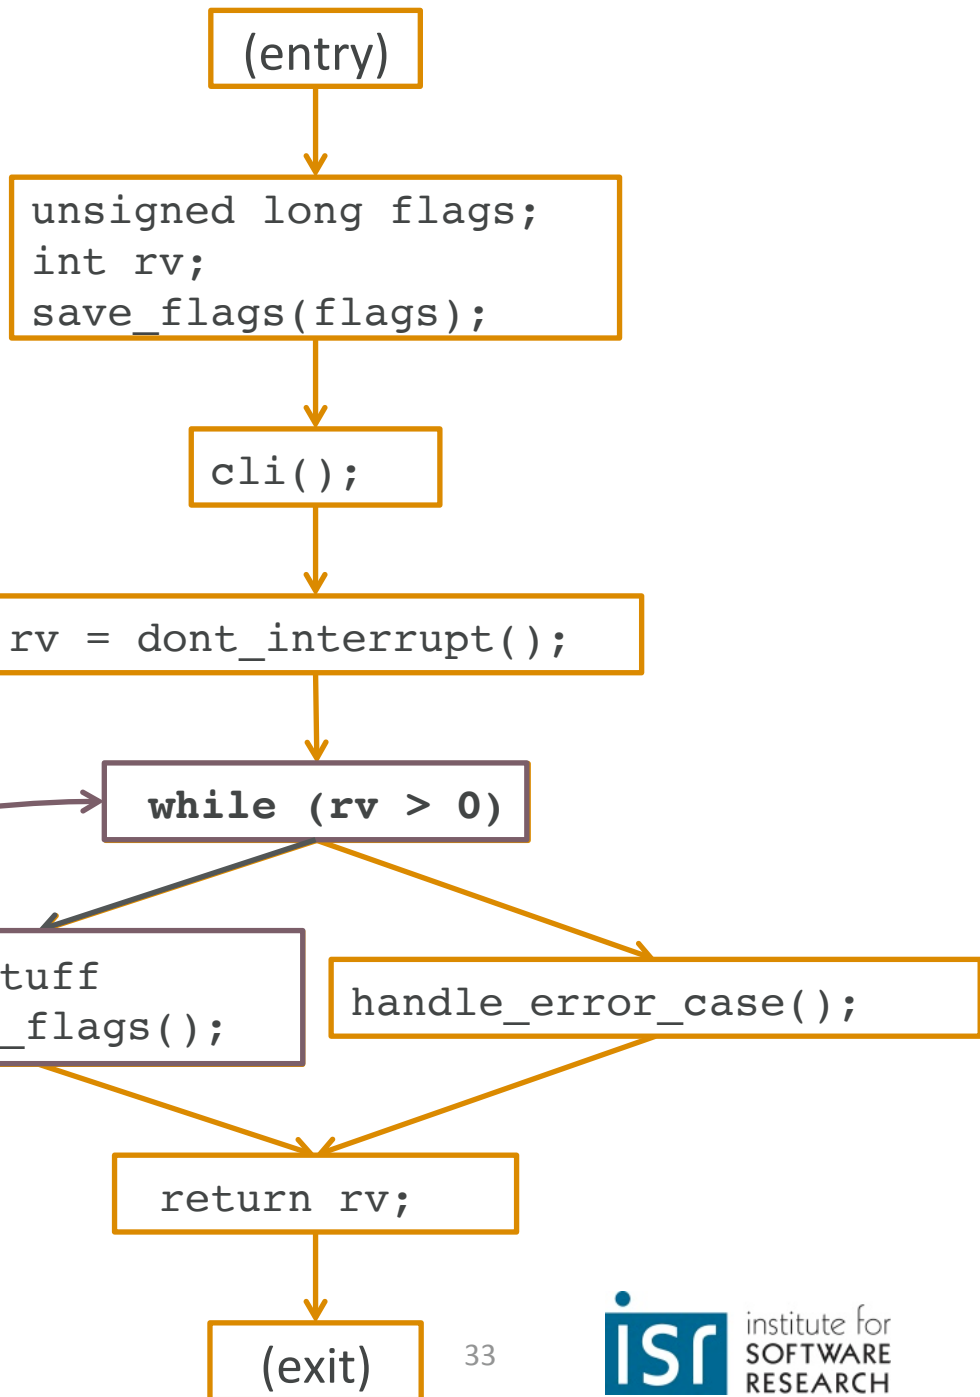 (entry)
unsigned long flags;
int rv;
save_flags(flags);
cli();
rv = dont_interrupt();
while (rv > 0)
tuff
_flags();
handle_error_case();
return rv;
(exit)
33
isr
institute for
SOFTWARE
RESEARCH